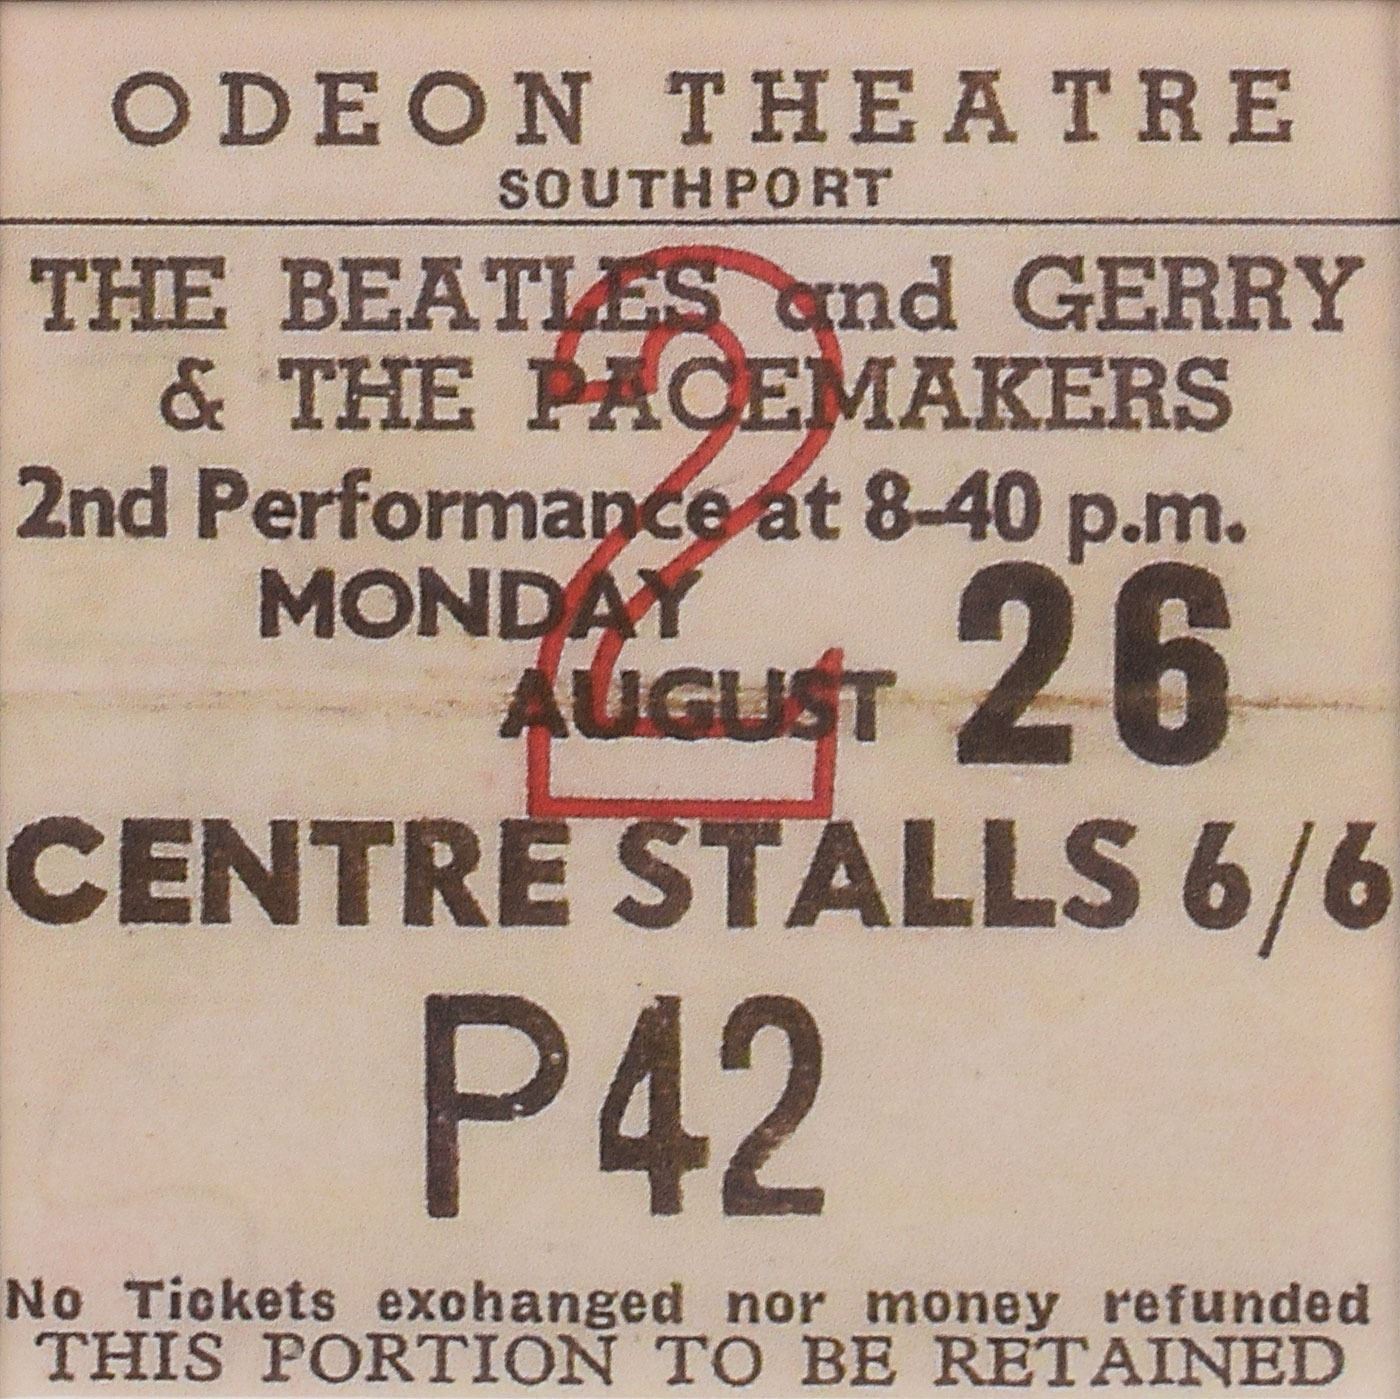 ODEON THEATRE
SOUTHPORT
THE BEATLES and GERRY
& THE PACEMAKERS
2nd Performance at 8-40 p.m.
MONDAY
AUGUST 26
2
CENTRE STALLS 6/6
P42
No Tickets exchanged nor money refunded
THIS PORTION TO BE RETAINED